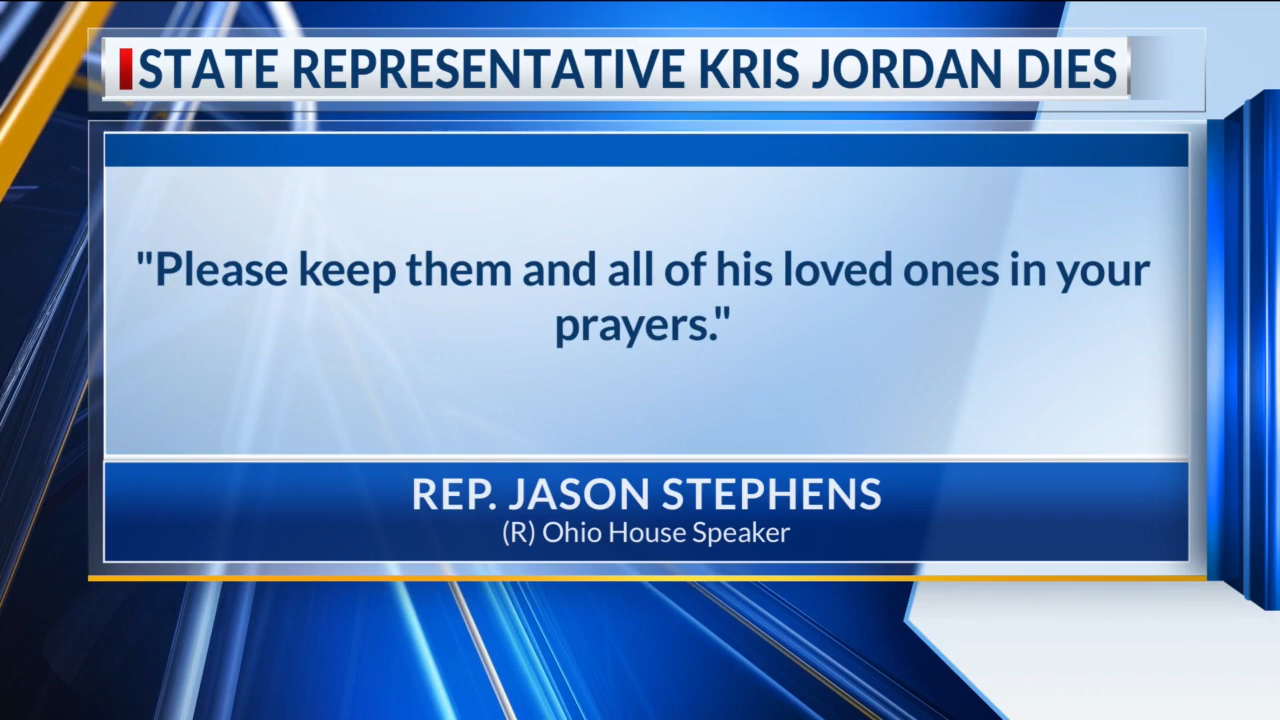 STATE REPRESENTATIVE KRIS JORDAN DIES
"Please keep them and all of his loved ones in your
prayers."
REP. JASON STEPHENS
(R) Ohio House Speaker